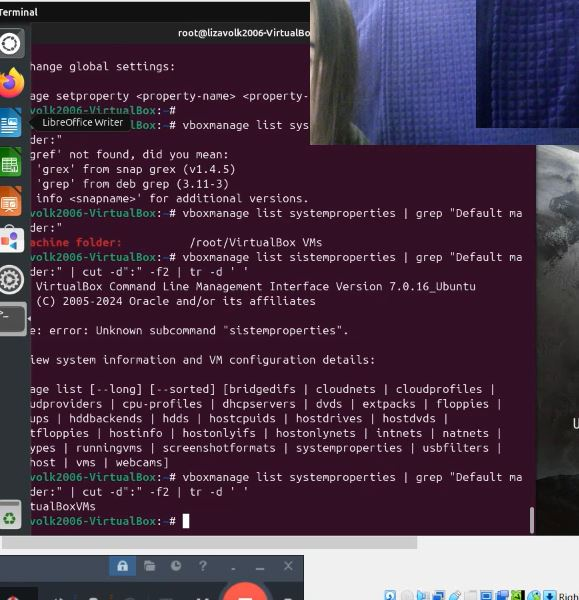 Terminal
root@lizavolk2006-VirtualBo
hange global settings:
age setproperty <property-name> <property-
volk2006-VirtualBox:~#
LibreOffice Writer
volk2006-VirtualBox:~# vboxmanage list sys
der:"
gref' not found, did you mean:
'grex' from snap grex (v1.4.5)
'grep' from deb grep (3.11-3)
info <snapname>' for additional versions.
volk2006-VirtualBox:~# vboxmanage list systemproperties | grep "Default ma
der:"
achine folder: /root/VirtualBox VMs
volk2006-VirtualBox:~# vboxmanage list sistemproperties | grep "Default ma
der:" | cut -d":" -f2 | tr -d ' '
VirtualBox Command Line Management Interface Version 7.0.16_Ubuntu
(C) 2005-2024 Oracle and/or its affiliates
e: error: Unknown subcommand "sistemproperties".
iew system information and VM configuration details:
age list [--long] [--sorted] [bridgedifs | cloudnets | cloudprofiles |
udproviders | cpu-profiles | dhcpservers | dvds | extpacks | floppies |
ups | hddbackends | hdds | hostcpuids | hostdrives | hostdvds |
tfloppies | hostinfo | hostonlyifs | hostonlynets | intnets | natnets |
types | runningvms | screenshotformats | systemproperties | usbfilters |
host | vms | webcams]
volk2006-VirtualBox:~# vboxmanage list systemproperties | grep "Default ma
der:" | cut -d":" -f2 | tr -d ' '
tualBoxVMs
volk2006-VirtualBox:~#
U
Righ